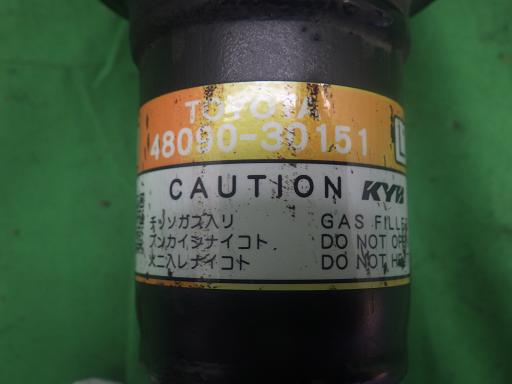 TOYOTA
48090-30151
CAUTION KYB
チッソガス入リ GAS FILLE
ブンカイシナイコト DO NOT OP
火ニ入レナイコト DO NOT H